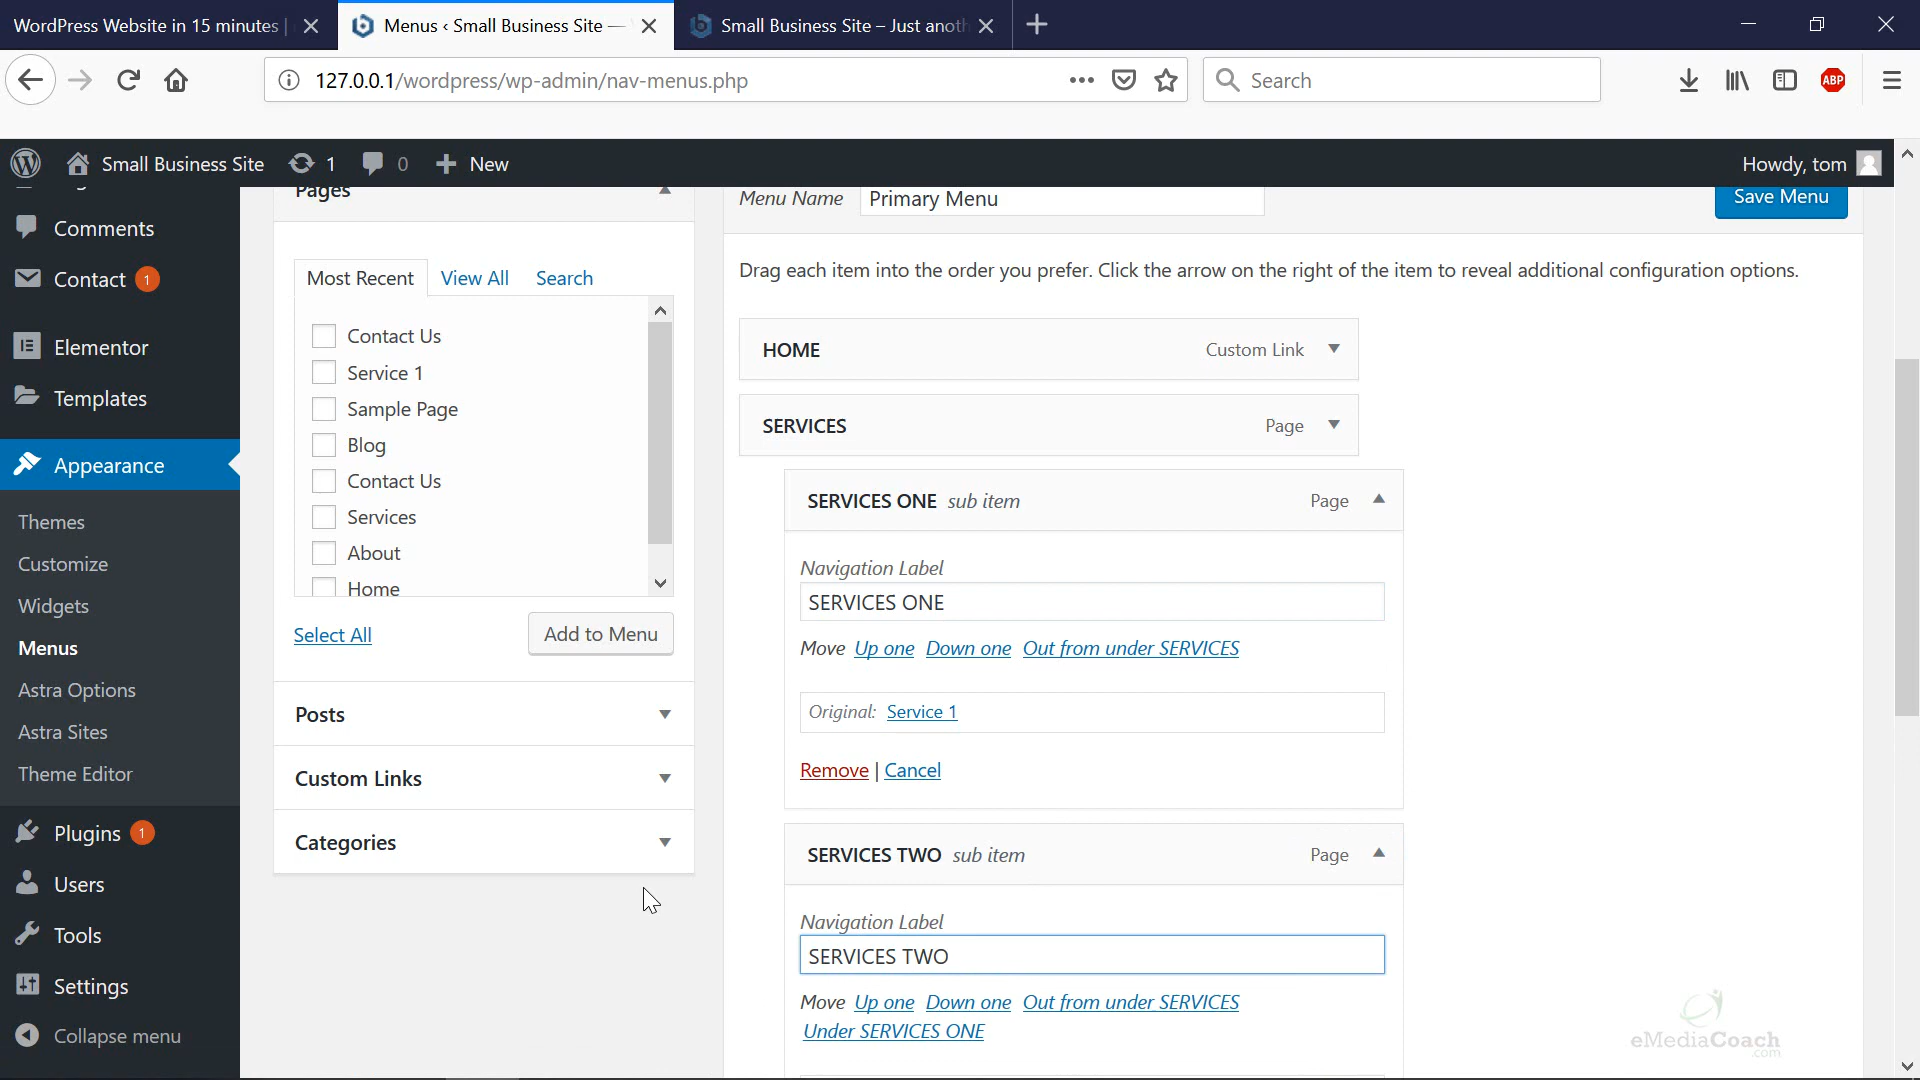 WordPress Website in 15 minutes |
Menus ‹ Small Business Site —
Small Business Site – Just anoth
127.0.0.1/wordpress/wp-admin/nav-menus.php
Search
ABP
Small Business Site
1
0
New
Howdy, tom
Comments
Contact 1
Elementor
Templates
Appearance
Themes
Customize
Widgets
Menus
Astra Options
Astra Sites
Theme Editor
Plugins 1
Users
Tools
Settings
Collapse menu
Pages
Most Recent View All Search
Contact Us
Service 1
Sample Page
Blog
Contact Us
Services
About
Home
Select All
Add to Menu
Posts
Custom Links
Categories
Menu Name Primary Menu
Save Menu
Drag each item into the order you prefer. Click the arrow on the right of the item to reveal additional configuration options.
HOME Custom Link
SERVICES Page
SERVICES ONE sub item Page
Navigation Label
SERVICES ONE
Move Up one Down one Out from under SERVICES
Original: Service 1
Remove | Cancel
SERVICES TWO sub item Page
Navigation Label
SERVICES TWO
Move Up one Down one Out from under SERVICES
Under SERVICES ONE
eMediaCoach
.com